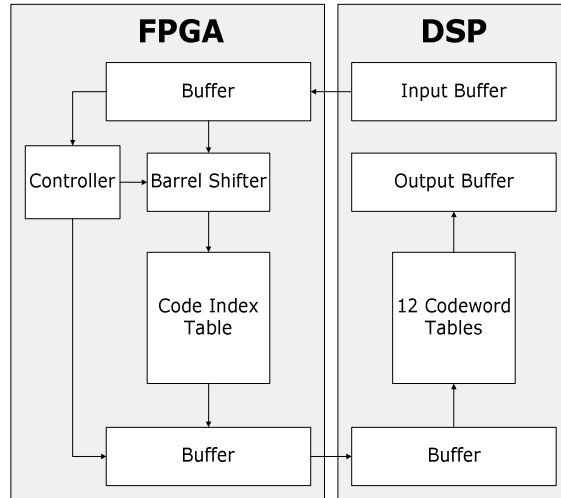 FPGA
DSP
Buffer
Input Buffer
Controller
Barrel Shifter
Output Buffer
Code Index
Table
12 Codeword
Tables
Buffer
Buffer